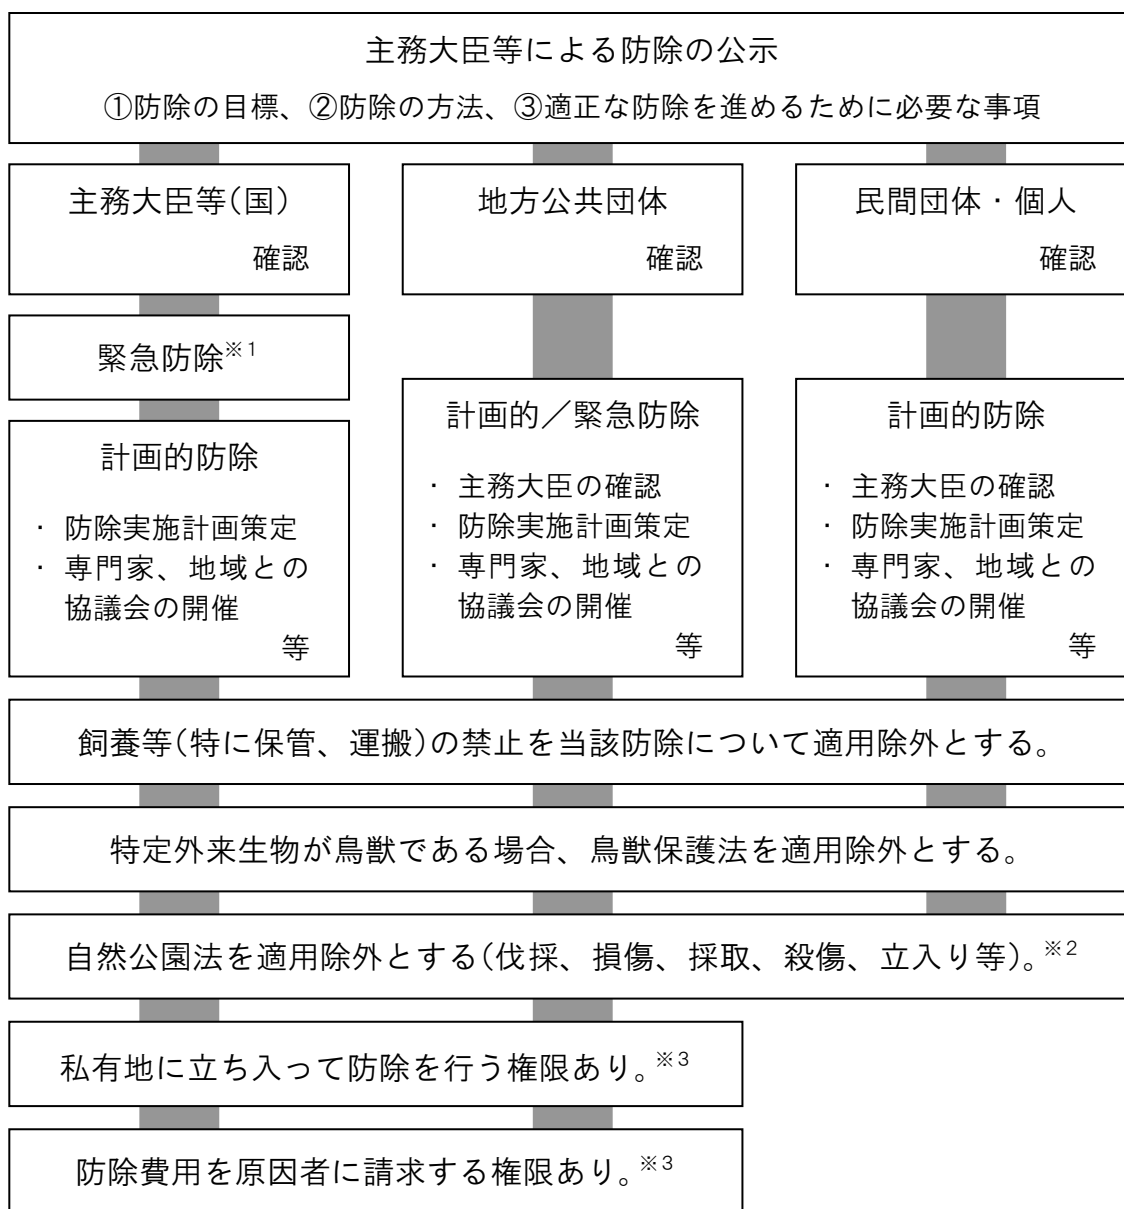 主務大臣等による防除の公示
①防除の目標、②防除の方法、③適正な防除を進めるために必要な事項
主務大臣等(国)
確認
地方公共団体
確認
民間団体・個人
確認
緊急防除※1
計画的防除
・ 防除実施計画策定
・ 専門家、地域との
協議会の開催
等
計画的／緊急防除
・ 主務大臣の確認
・ 防除実施計画策定
・ 専門家、地域との
協議会の開催
等
計画的防除
・ 主務大臣の確認
・ 防除実施計画策定
・ 専門家、地域との
協議会の開催
等
飼養等(特に保管、運搬)の禁止を当該防除について適用除外とする。
特定外来生物が鳥獣である場合、鳥獣保護法を適用除外とする。
自然公園法を適用除外とする(伐採、損傷、採取、殺傷、立入り等)。※2
私有地に立ち入って防除を行う権限あり。※3
防除費用を原因者に請求する権限あり。※3